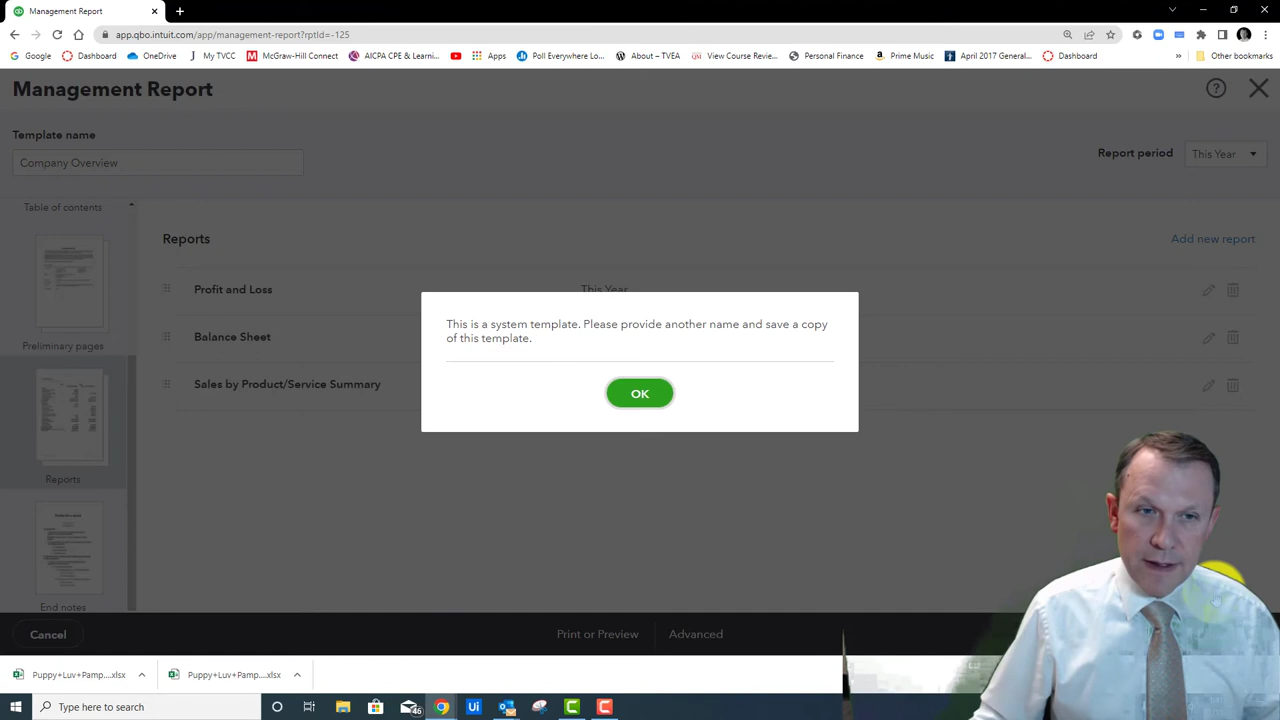 Management Report
app.qbo.intuit.com/app/management-report?rptId=-125
Google
Dashboard
OneDrive
My TVCC
McGraw-Hill Connect
AICPA CPE & Learni...
Apps
Poll Everywhere Lo...
About – TVEA
View Course Review...
Personal Finance
Prime Music
April 2017 General...
Dashboard
»
Other bookmarks
Management Report
Template name
Company Overview
Report period
This Year
Table of contents
Reports
Add new report
Profit and Loss
This Year
Balance Sheet
Sales by Product/Service Summary
This is a system template. Please provide another name and save a copy
of this template.
OK
Preliminary pages
Reports
End notes
Cancel
Print or Preview
Advanced
Puppy+Luv+Pamp....xlsx
Puppy+Luv+Pamp....xlsx
Type here to search
46
Ui